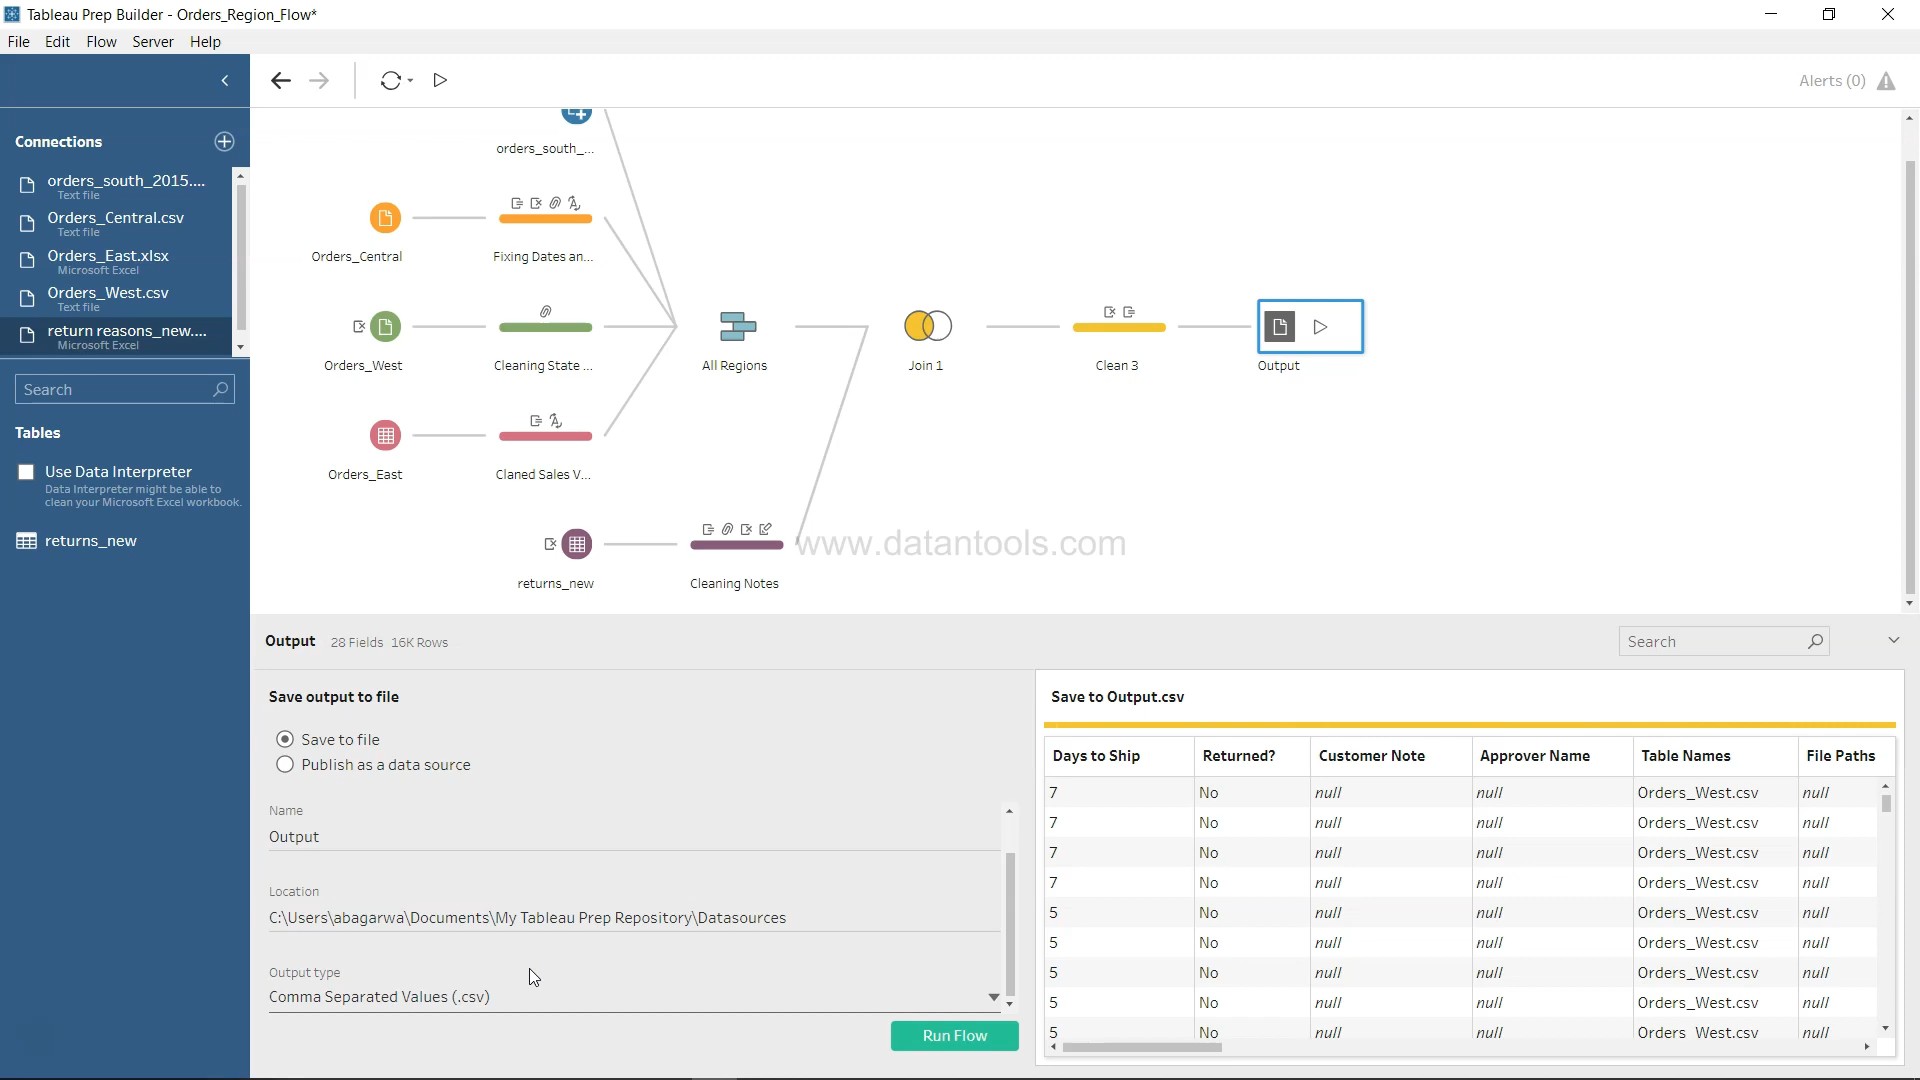 Tableau Prep Builder - Orders_Region_Flow*
File Edit Flow Server Help
Alerts (0)
Connections
orders_south_2015....
Text file
Orders_Central.csv
Text file
Orders_East.xlsx
Microsoft Excel
Orders_West.csv
Text file
return reasons_new....
Microsoft Excel
Search
Tables
Use Data Interpreter
Data Interpreter might be able to
clean your Microsoft Excel workbook.
returns_new
orders_south_...
Orders_Central
Fixing Dates an...
Orders_West
Cleaning State ...
All Regions
Join 1
Clean 3
Output
Orders_East
Claned Sales V...
returns_new
Cleaning Notes
www.datantools.com
Output 28 Fields 16K Rows
Search
Save output to file
Save to file
Publish as a data source
Name
Output
Location
C:\Users\abagarwa\Documents\My Tableau Prep Repository\Datasources
Output type
Comma Separated Values (.csv)
Run Flow
Save to Output.csv
Days to Ship Returned? Customer Note Approver Name Table Names File Paths
7 No null null Orders_West.csv null
7 No null null Orders_West.csv null
7 No null null Orders_West.csv null
7 No null null Orders_West.csv null
5 No null null Orders_West.csv null
5 No null null Orders_West.csv null
5 No null null Orders_West.csv null
5 No null null Orders_West.csv null
5 No null null Orders_West.csv null